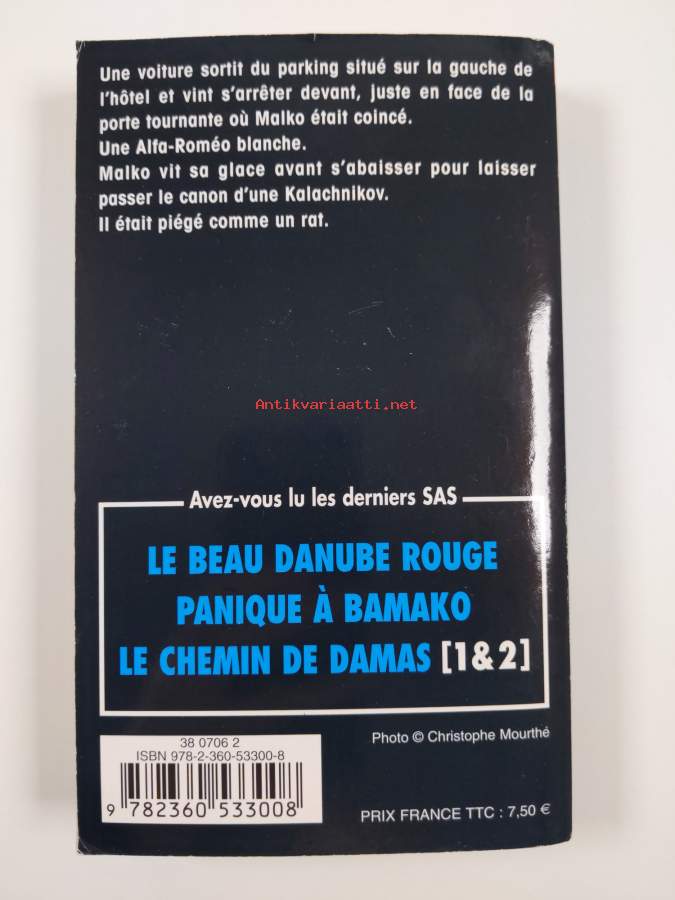 Une voiture sortit du parking situé sur la gauche de
l'hôtel et vint s'arrêter devant, juste en face de la
porte tournante où Malko était coincé.
Une Alfa-Roméo blanche.
Malko vit sa glace avant s'abaisser pour laisser
passer le canon d'une Kalachnikov.
Il était piégé comme un rat.
Antikvariaatti.net
Avez-vous lu les derniers SAS
LE BEAU DANUBE ROUGE
PANIQUE À BAMAKO
LE CHEMIN DE DAMAS [1&2]
38 0706 2
ISBN 978-2-360-53300-8
9 782360 533008
Photo © Christophe Mourthé
PRIX FRANCE TTC : 7,50 €